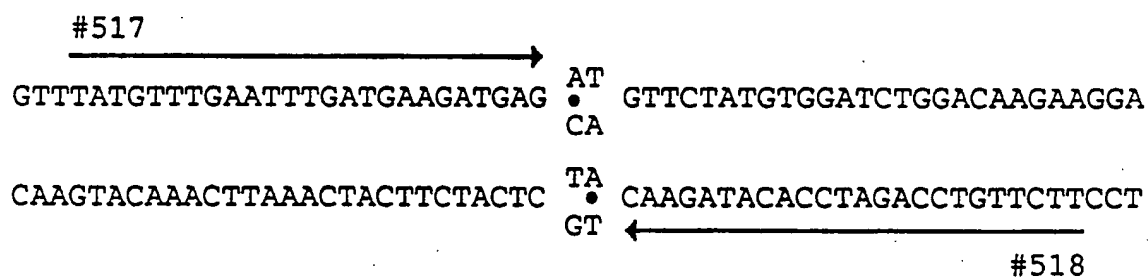 #517
AT
GTTTATGTTTGAATTTGATGAAGATGAG • GTTCTATGTGGATCTGGACAAGAAGGA
CA
TA
CAAGTACAAACTTAAACTACTTCTACTC • CAAGATACACCTAGACCTGTTCTTCCT
GT
#518